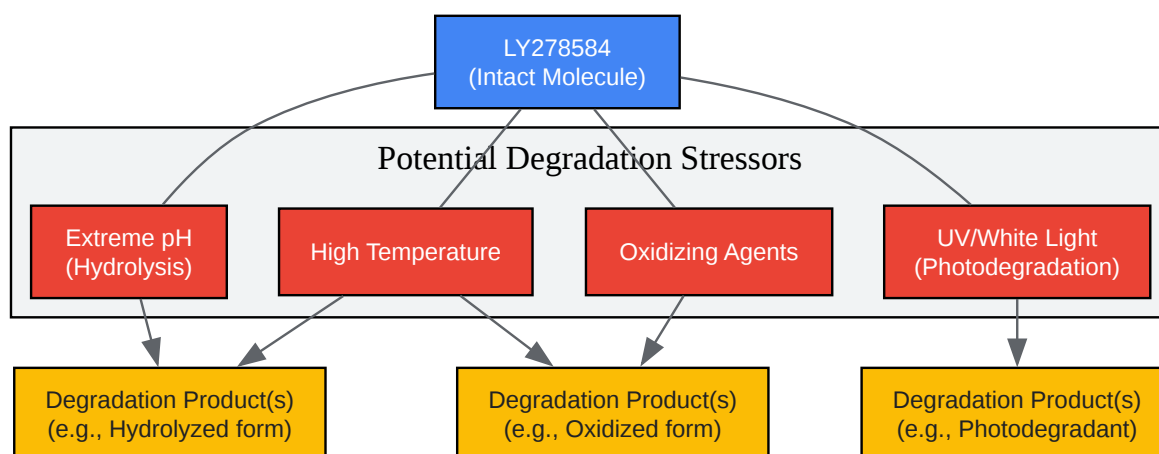 LY278584
(Intact Molecule)
Potential Degradation Stressors
Extreme pH
(Hydrolysis)
High Temperature
Oxidizing Agents
UV/White Light
(Photodegradation)
Degradation Product(s)
(e.g., Hydrolyzed form)
Degradation Product(s)
(e.g., Oxidized form)
Degradation Product(s)
(e.g., Photodegradant)